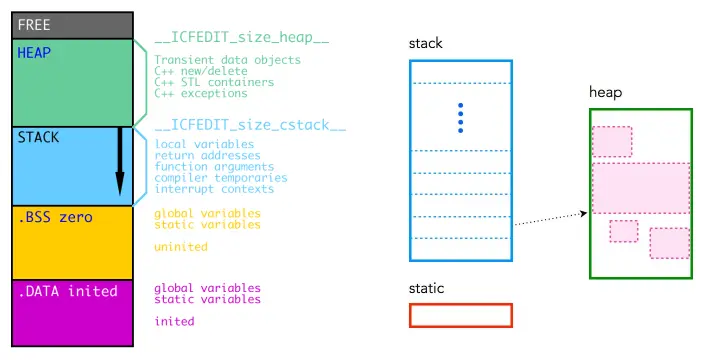 FREE
HEAP
__ICFEDIT_size_heap__
Transient data objects
C++ new/delete
C++ STL containers
C++ exceptions
STACK
__ICFEDIT_size_cstack__
local variables
return addresses
function arguments
compiler temporaries
interrupt contexts
.BSS zero
global variables
static variables
uninited
.DATA inited
global variables
static variables
inited
stack
heap
static